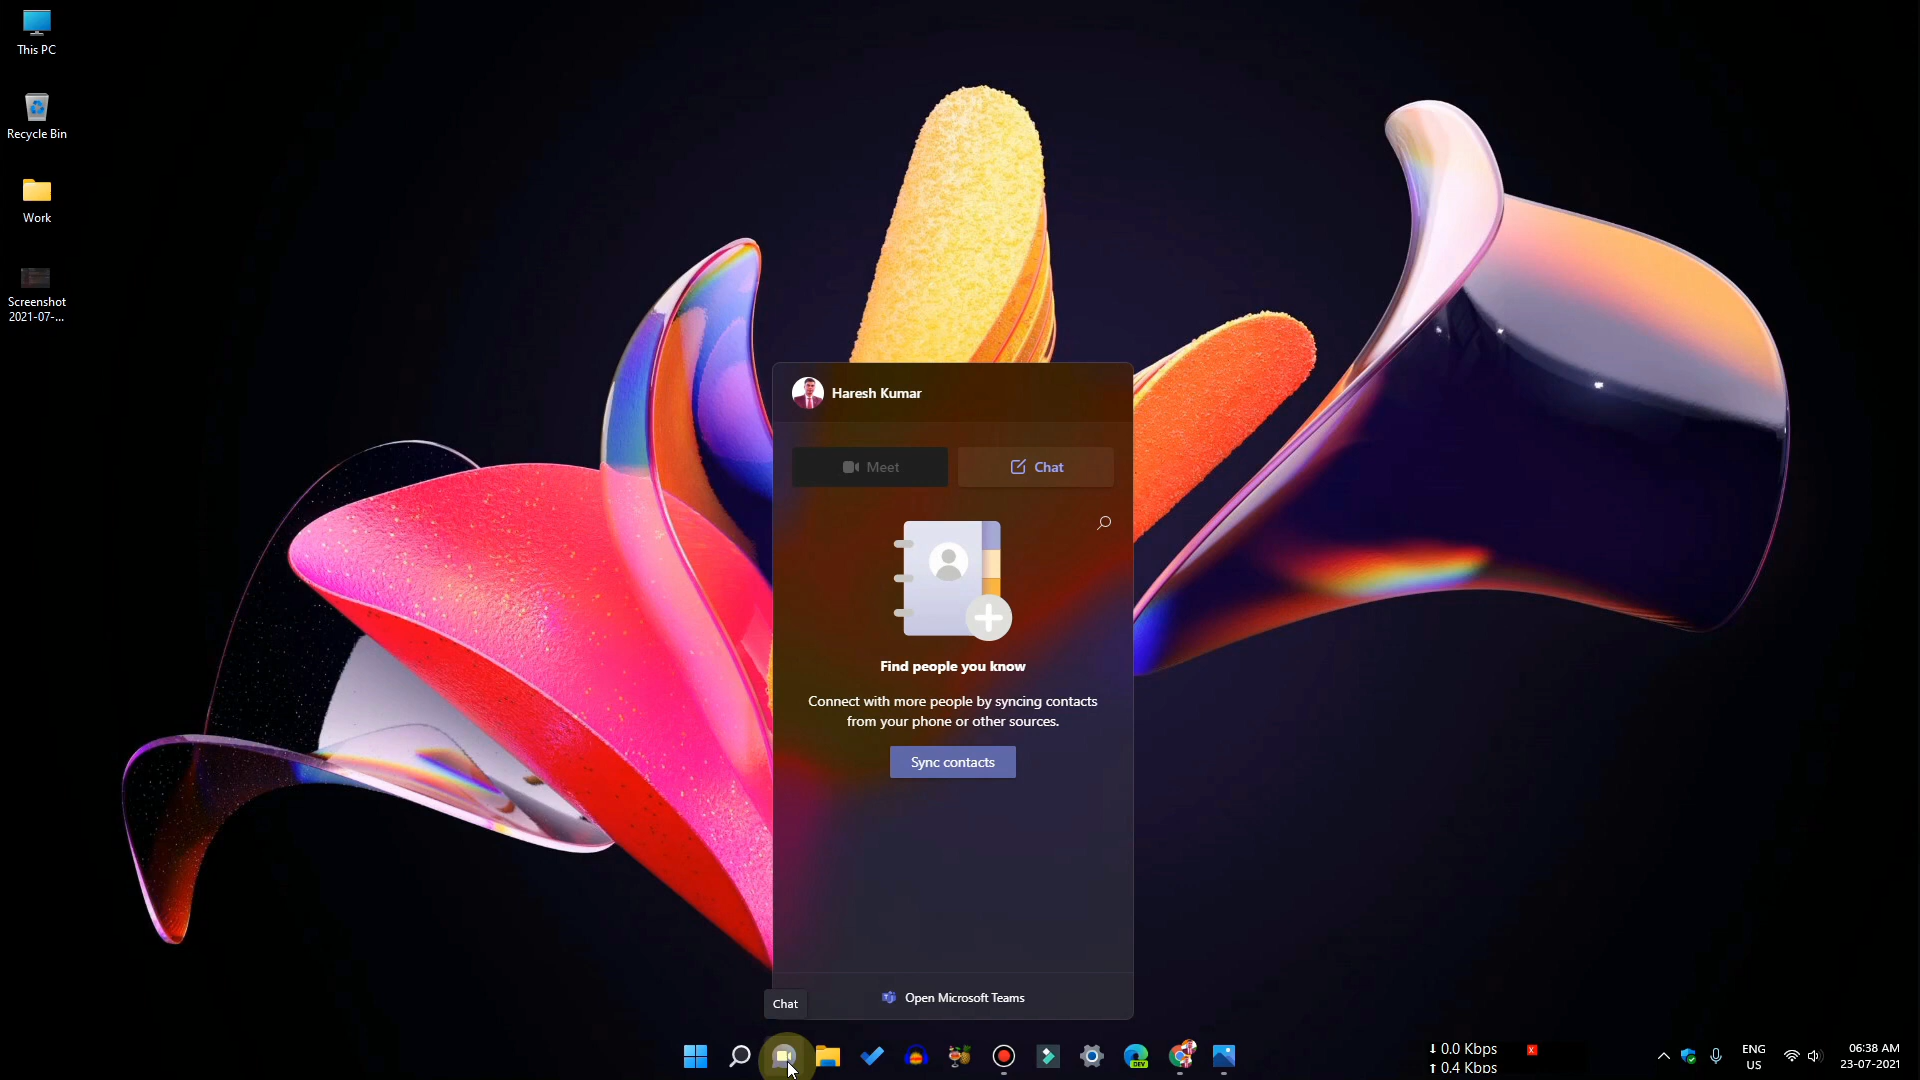 This PC
Recycle Bin
Work
Screenshot
2021-07-...
Haresh Kumar
Meet
Chat
Find people you know
Connect with more people by syncing contacts
from your phone or other sources.
Sync contacts
Open Microsoft Teams
Chat
DEV
↓ 0.0 Kbps
↑ 0.4 Kbps
X
ENG
US
06:38 AM
23-07-2021